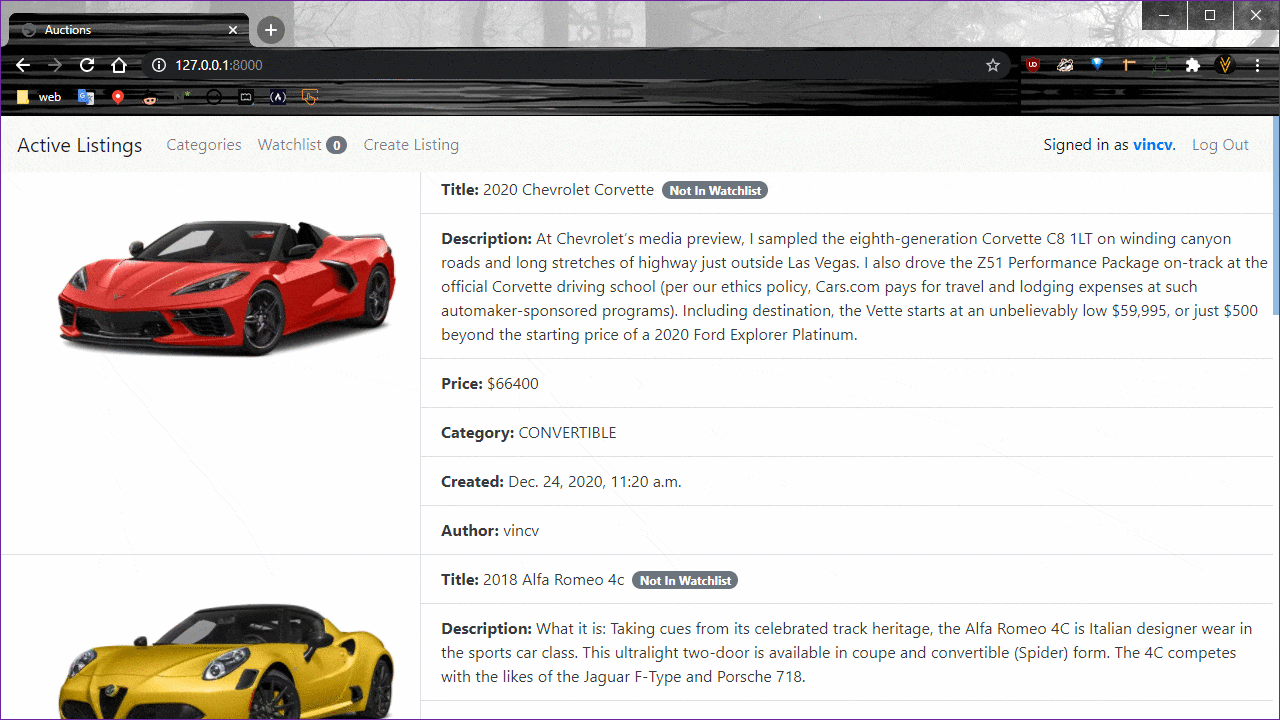 Auctions
127.0.0.1:8000
web
Active Listings Categories Watchlist 0 Create Listing Signed in as vincv. Log Out
Title: 2020 Chevrolet Corvette Not In Watchlist
Description: At Chevrolet's media preview, I sampled the eighth-generation Corvette C8 1LT on winding canyon
roads and long stretches of highway just outside Las Vegas. I also drove the Z51 Performance Package on-track at the
official Corvette driving school (per our ethics policy, Cars.com pays for travel and lodging expenses at such
automaker-sponsored programs). Including destination, the Vette starts at an unbelievably low $59,995, or just $500
beyond the starting price of a 2020 Ford Explorer Platinum.
Price: $66400
Category: CONVERTIBLE
Created: Dec. 24, 2020, 11:20 a.m.
Author: vincv
Title: 2018 Alfa Romeo 4c Not In Watchlist
Description: What it is: Taking cues from its celebrated track heritage, the Alfa Romeo 4C is Italian designer wear in
the sports car class. This ultralight two-door is available in coupe and convertible (Spider) form. The 4C competes
with the likes of the Jaguar F-Type and Porsche 718.